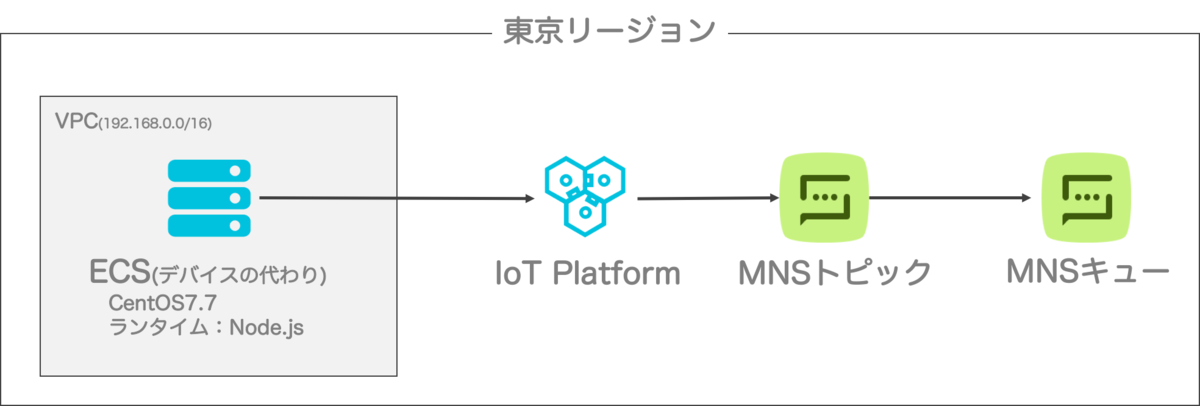 東京リージョン
VPC(192.168.0.0/16)
ECS(デバイスの代わり)
CentOS7.7
ランタイム：Node.js
IoT Platform
MNSトピック
MNSキュー